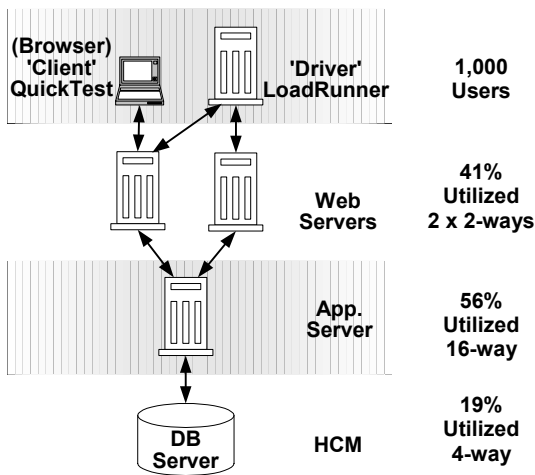 (Browser)
'Client'
QuickTest
'Driver'
LoadRunner
1,000
Users
Web
Servers
41%
Utilized
2 x 2-ways
App.
Server
56%
Utilized
16-way
DB
Server
HCM
19%
Utilized
4-way